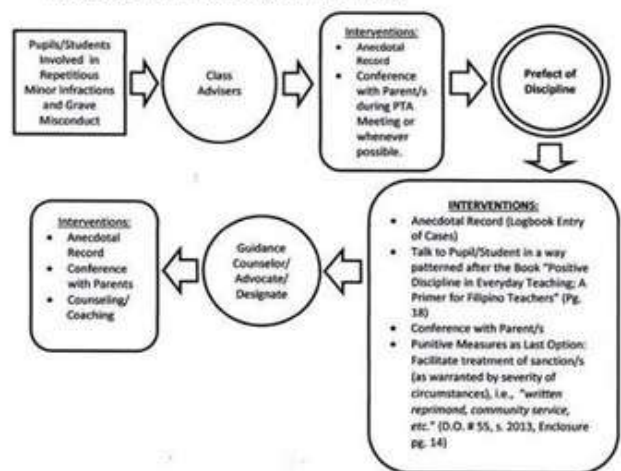 Pupils/Students
Involved in
Repetitious
Minor Infractions
and Grave
Misconduct
Class
Advisers
Interventions:
• Anecdotal
Record
• Conference
with Parent/s
during PTA
Meeting or
whenever
possible.
Prefect of
Discipline
INTERVENTIONS:
• Anecdotal Record (Logbook Entry
of Cases)
• Talk to Pupil/Student in a way
patterned after the Book "Positive
Discipline in Everyday Teaching; A
Primer for Filipino Teachers" (Pg.
18)
• Conference with Parent/s
• Punitive Measures as Last Option:
Facilitate treatment of sanction/s
(as warranted by severity of
circumstances), i.e., "written
reprimand, community service,
etc." (D.O. # 55, s. 2013, Enclosure
pg. 14)
Guidance
Counselor/
Advocate/
Designate
Interventions:
• Anecdotal
Record
• Conference
with Parents
• Counseling/
Coaching